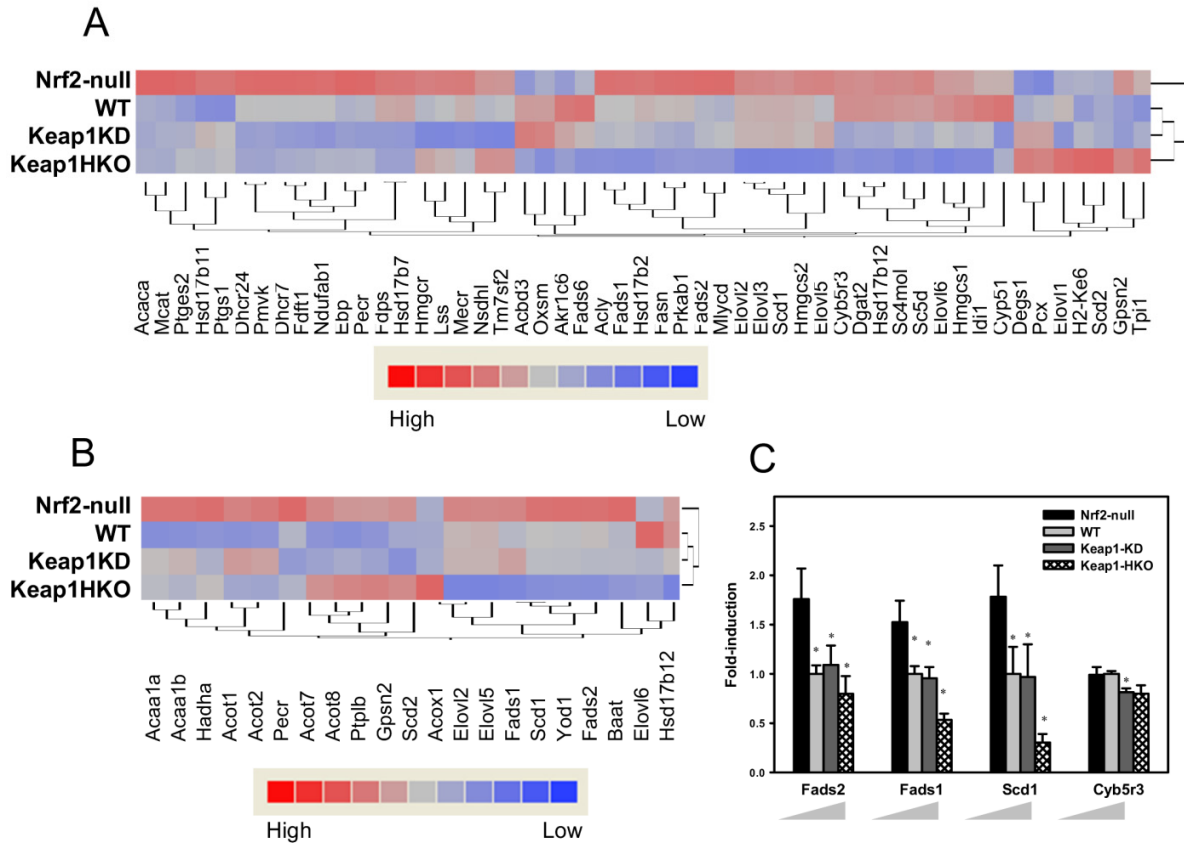 A
Nrf2-null
WT
Keap1KD
Keap1HKO
Acaca
Mcat
Ptges2
Hsd17b11
Ptgs1
Dhcr24
Pmvk
Dhcr7
Fdft1
Ndufab1
Ebp
Pecr
Fdps
Hsd17b7
Hmgcr
Lss
Mecr
Nsdhl
Tm7sf2
Acbd3
Oxsm
Akr1c6
Fads6
Acly
Fads1
Hsd17b2
Fasn
Prkab1
Fads2
Mlycd
Elovl2
Elovl3
Scd1
Hmgcs2
Elovl5
Cyb5r3
Dgat2
Hsd17b12
Sc4mol
Sc5d
Elovl6
Hmgcs1
Idi1
Cyp51
Degs1
Pcx
Elovl1
H2-Ke6
Scd2
Gpsn2
Tpi1
High Low
B
Nrf2-null
WT
Keap1KD
Keap1HKO
Acaa1a
Acaa1b
Hadha
Acot1
Acot2
Pecr
Acot7
Acot8
Ptplb
Gpsn2
Scd2
Acox1
Elovl2
Elovl5
Fads1
Scd1
Yod1
Fads2
Baat
Elovl6
Hsd17b12
High Low
C
Nrf2-null
WT
Keap1-KD
Keap1-HKO
Fold-induction
2.5
2.0
1.5
1.0
0.5
0.0
* * *
* * *
* * *
*
Fads2 Fads1 Scd1 Cyb5r3